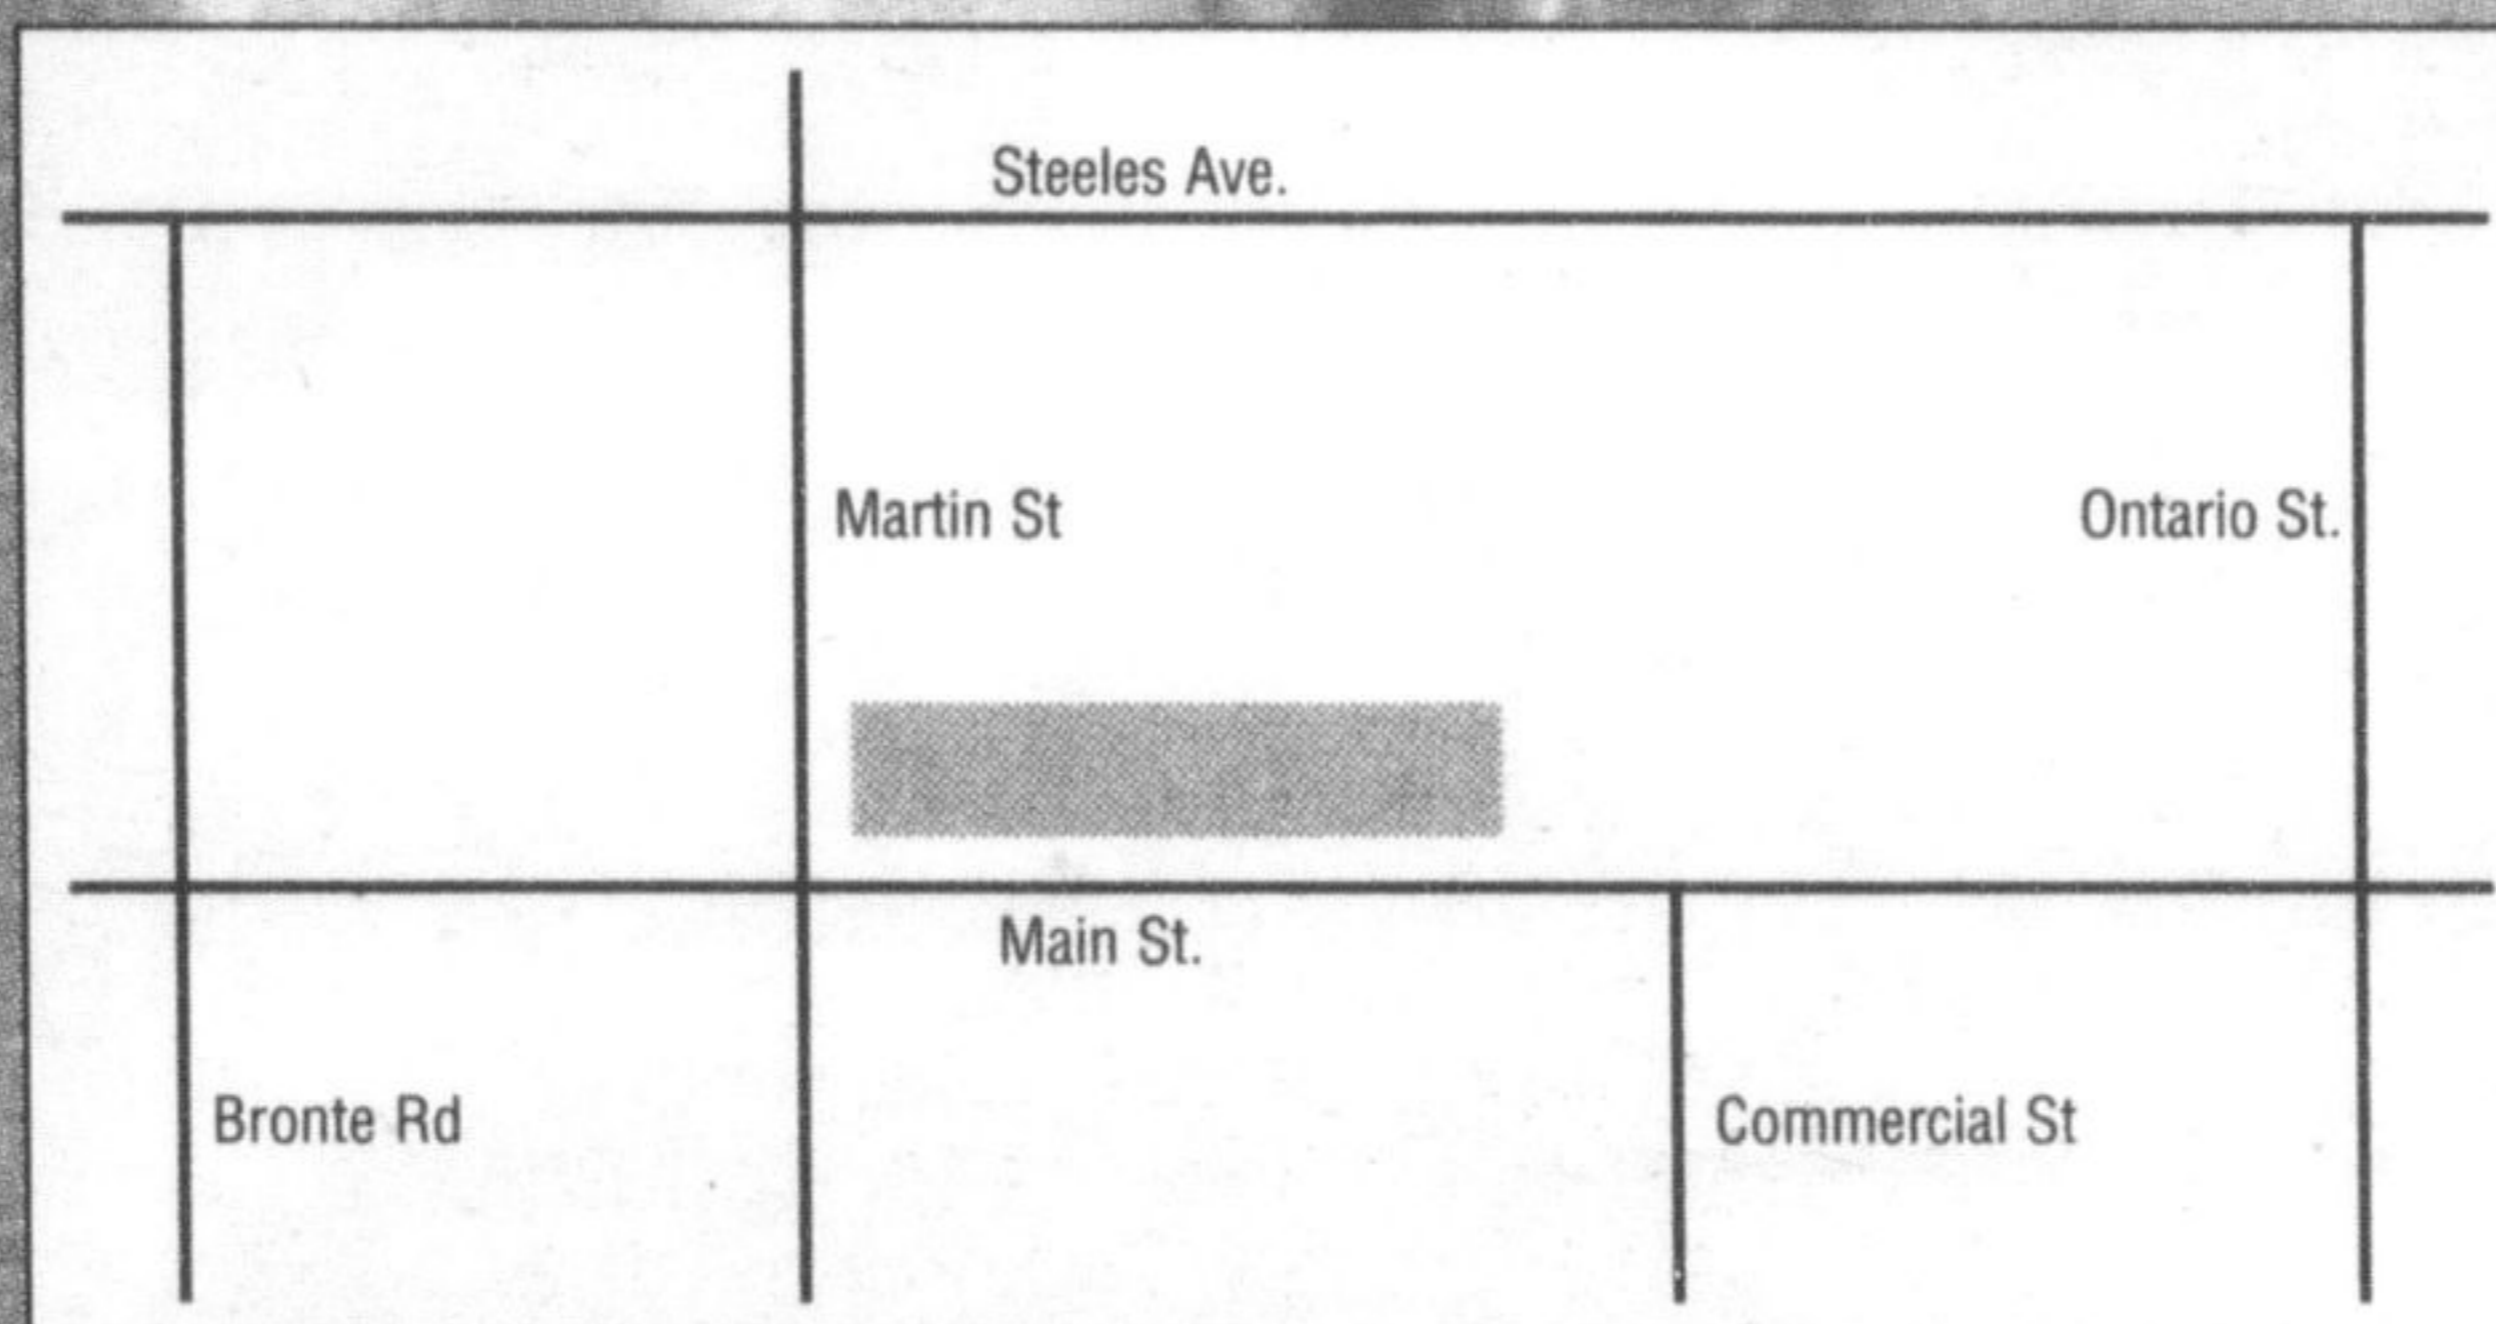 Steeles Ave.
Martin St
Ontario St.
Main St.
Bronte Rd
Commercial St